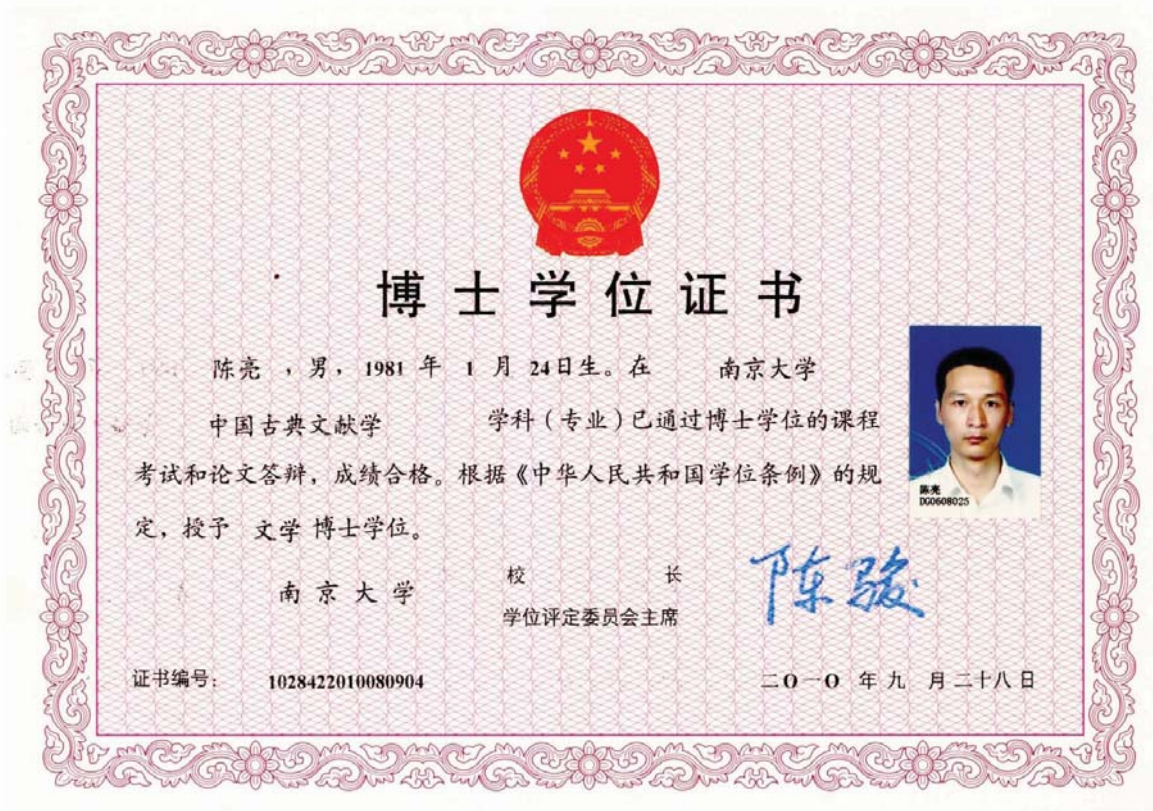 博士学位证书
陈亮 ，男，1981 年 1 月 24日生。在 南京大学
中国古典文献学 学科（专业）已通过博士学位的课程
考试和论文答辩，成绩合格。根据《中华人民共和国学位条例》的规
定，授予 文学 博士学位。
陈亮
DG0608025
南京大学
校 长
陈骏
学位评定委员会主席
证书编号： 1028422010080904
二O一O 年 九 月 二十八 日